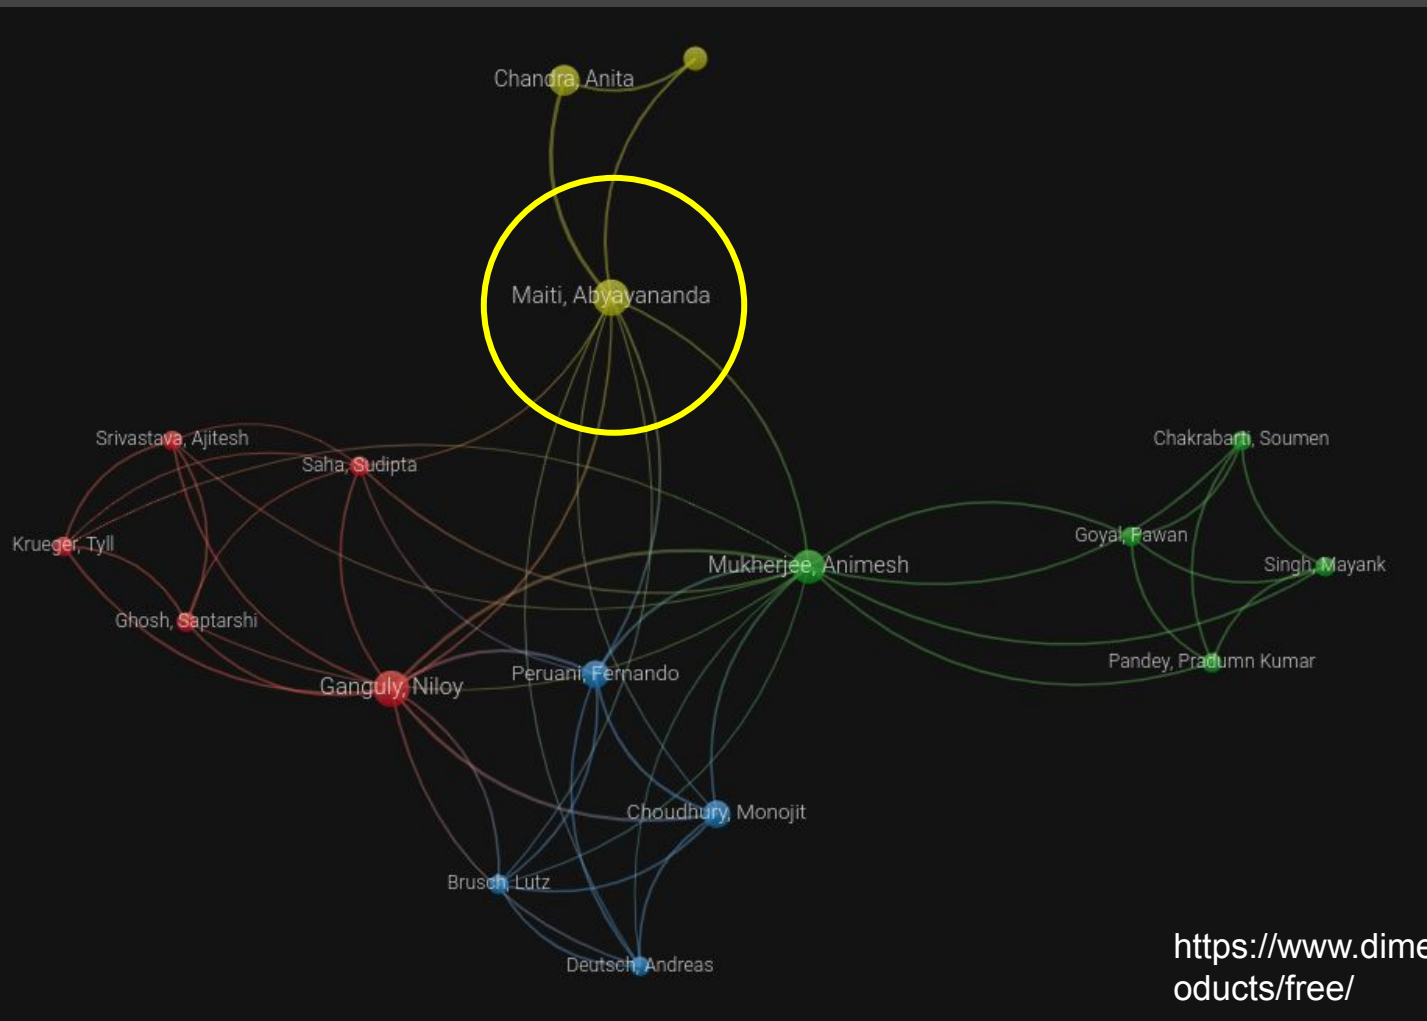 Chandra, Anita
Maiti, Abyayananda
Srivastava, Ajitesh
Chakrabarti, Soumen
Saha, Sudipta
Krueger, Tyll
Goyal, Pawan
Mukherjee, Animesh
Singh, Mayank
Ghosh, Saptarshi
Pandey, Pradumn Kumar
Peruani, Fernando
Ganguly, Niloy
Choudhury, Monojit
Brusch, Lutz
Deutsch, Andreas
https://www.dime
oducts/free/